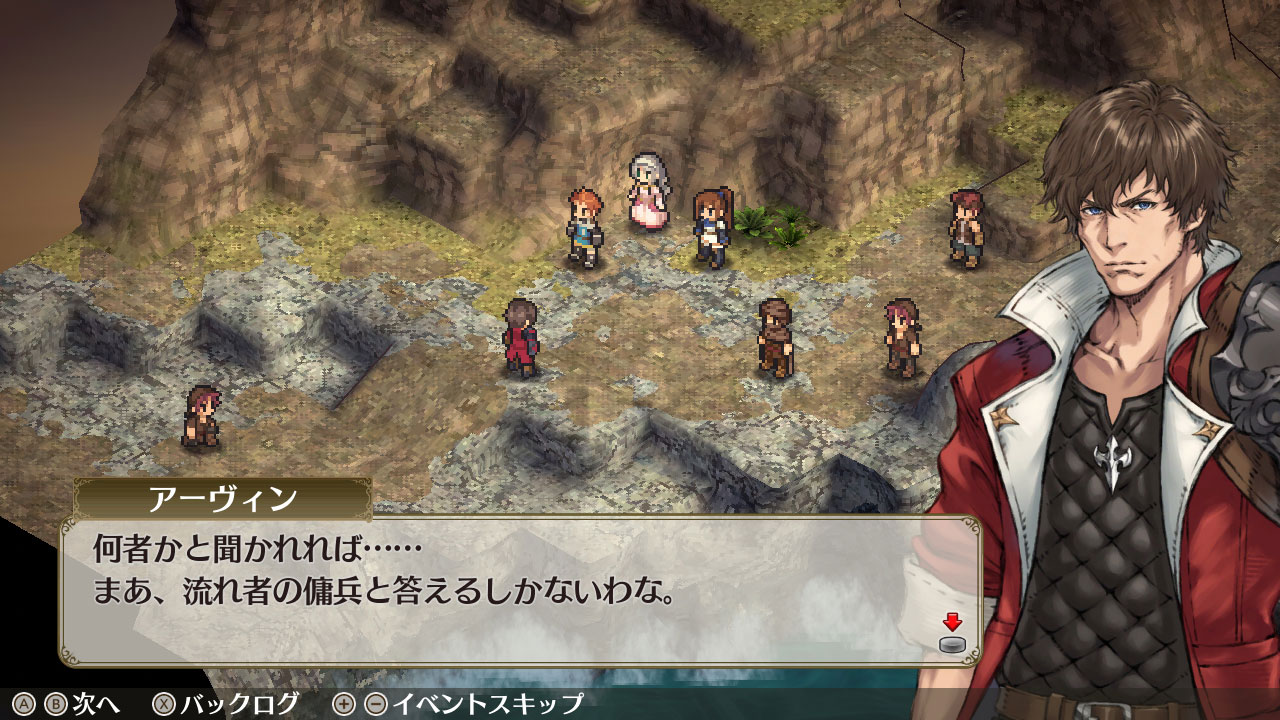 アーヴィン
何者かと聞かれれば……
まあ、流れ者の傭兵と答えるしかないわな。
A B 次へ X バックログ + - イベントスキップ